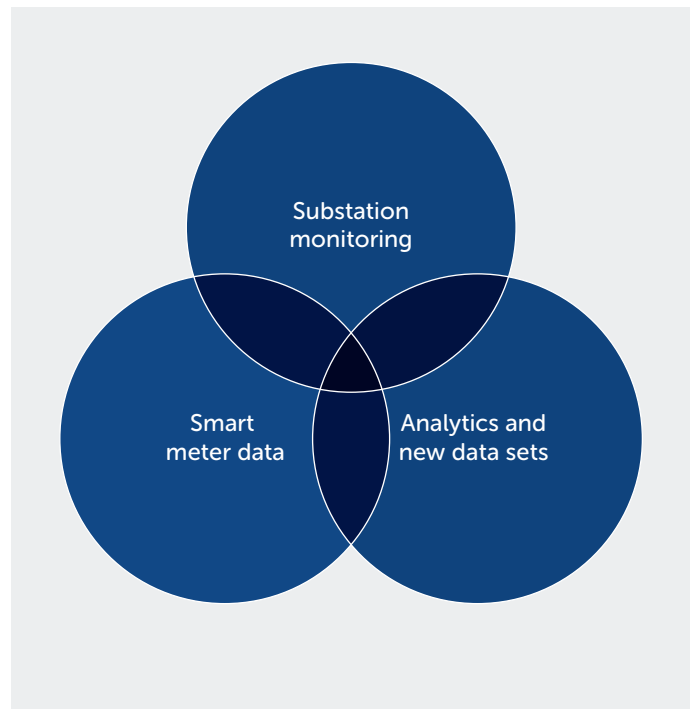 Substation
monitoring
Smart
meter data
Analytics and
new data sets